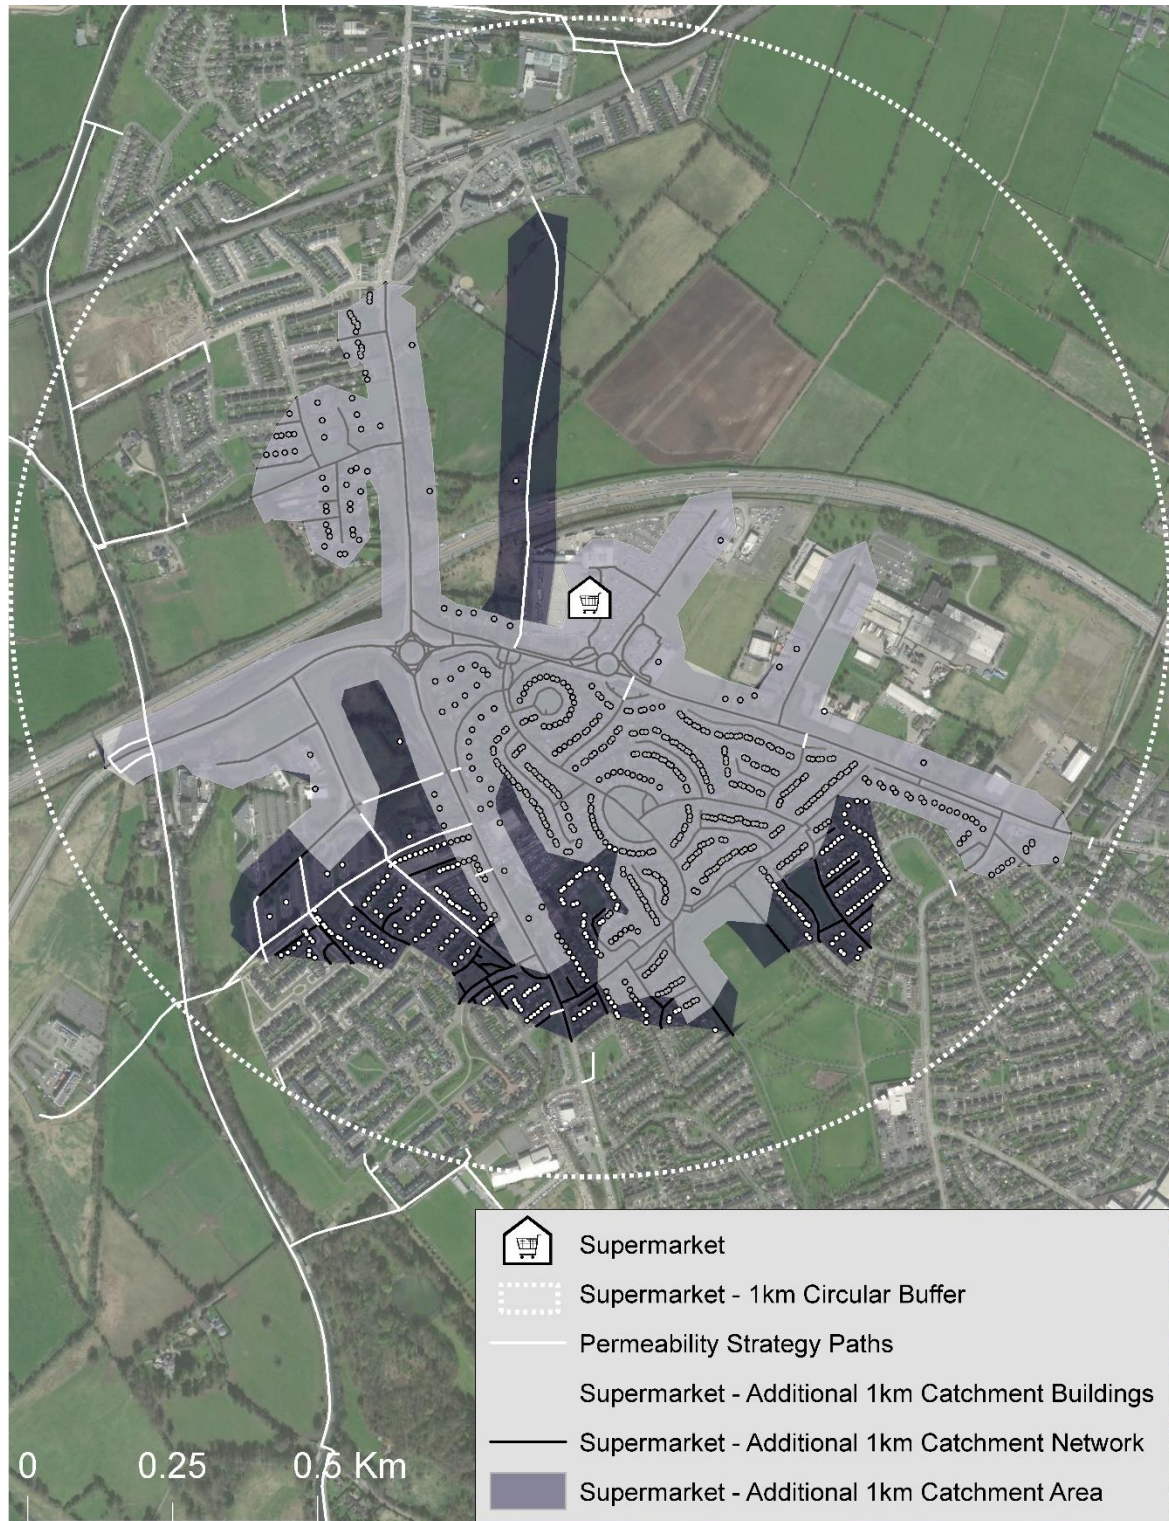 Supermarket
Supermarket - 1km Circular Buffer
Permeability Strategy Paths
Supermarket - Additional 1km Catchment Buildings
Supermarket - Additional 1km Catchment Network
Supermarket - Additional 1km Catchment Area
0 0.25 0.5 Km